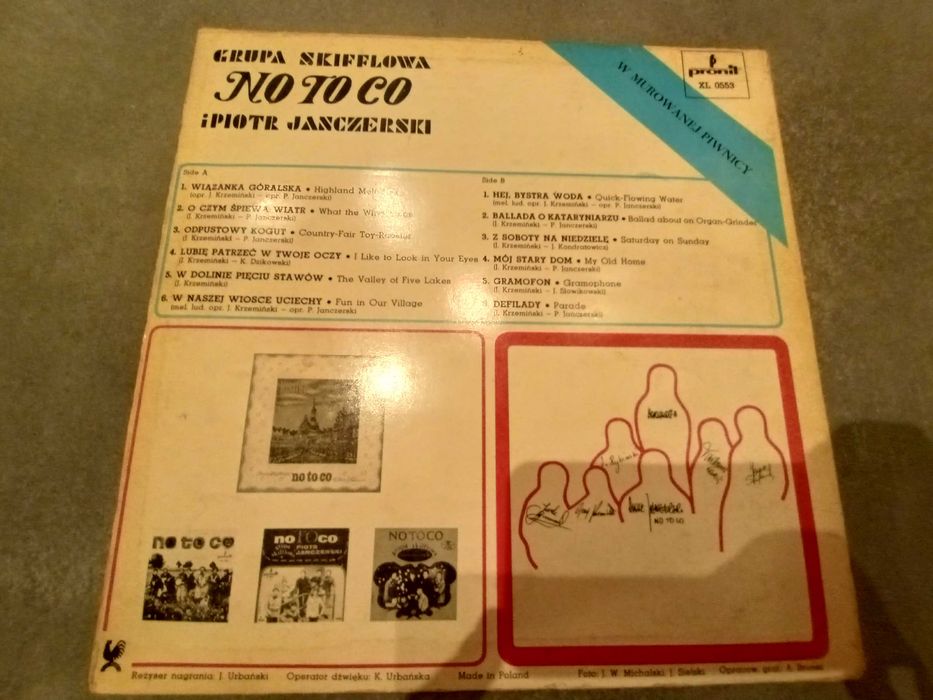 GRUPA SKIFFLOWA
NO TO CO
i PIOTR JANCZERSKI
W MUROWANEJ PIWNICY
pronit
XL 0553
Side A
1. WIĄZANKA GÓRALSKA • Highland
(opr. J. Krzemiński - opr. P. Janczerski)
2. O CZYM ŚPIEWA WIATR • What the
(J. Krzemiński - P. Janczerski)
3. ODPUSTOWY KOGUT • Country-Fair Toy-Rooster
(J. Krzemiński - P. Janczerski)
4. LUBIĘ PATRZEĆ W TWOJE OCZY • I Like to Look in Your Eyes
(J. Krzemiński - K. Dzikowski)
5. W DOLINIE PIĘCIU STAWÓW • The Valley of Five Lakes
(J. Krzemiński)
6. W NASZEJ WIOSCE UCIECHY • Fun in Our Village
(mel. lud. opr. J. Krzemiński - opr. P. Janczerski
Side B
1. HEJ, BYSTRA WODA • Quick-Flowing Water
(mel. lud. opr. J. Krzemiński - opr. P. Janczerski)
2. BALLADA O KATARYNIARZU • Ballad about an Organ-Grinder
(J. Krzemiński - P. Janczerski)
3. Z SOBOTY NA NIEDZIELĘ • Saturday on Sunday
(J. Krzemiński - J. Kondratowicz)
4. MÓJ STARY DOM • My Old Home
(J. Krzemiński - P. Janczerski)
5. GRAMOFON • Gramophone
(J. Krzemiński - J. Słowikowski)
6. DEFILADY • Parade
(J. Krzemiński - P. Janczerski)
no to co
no to co
no TO co
PIOTR
JANCZERSKI
NO TO CO
NO TO CO
Reżyser nagrania: J. Urbański
Operator dźwięku: K. Urbańska
Made in Poland
Foto: J. W. Michalski, J. Sielski
Opracow. graf. A.